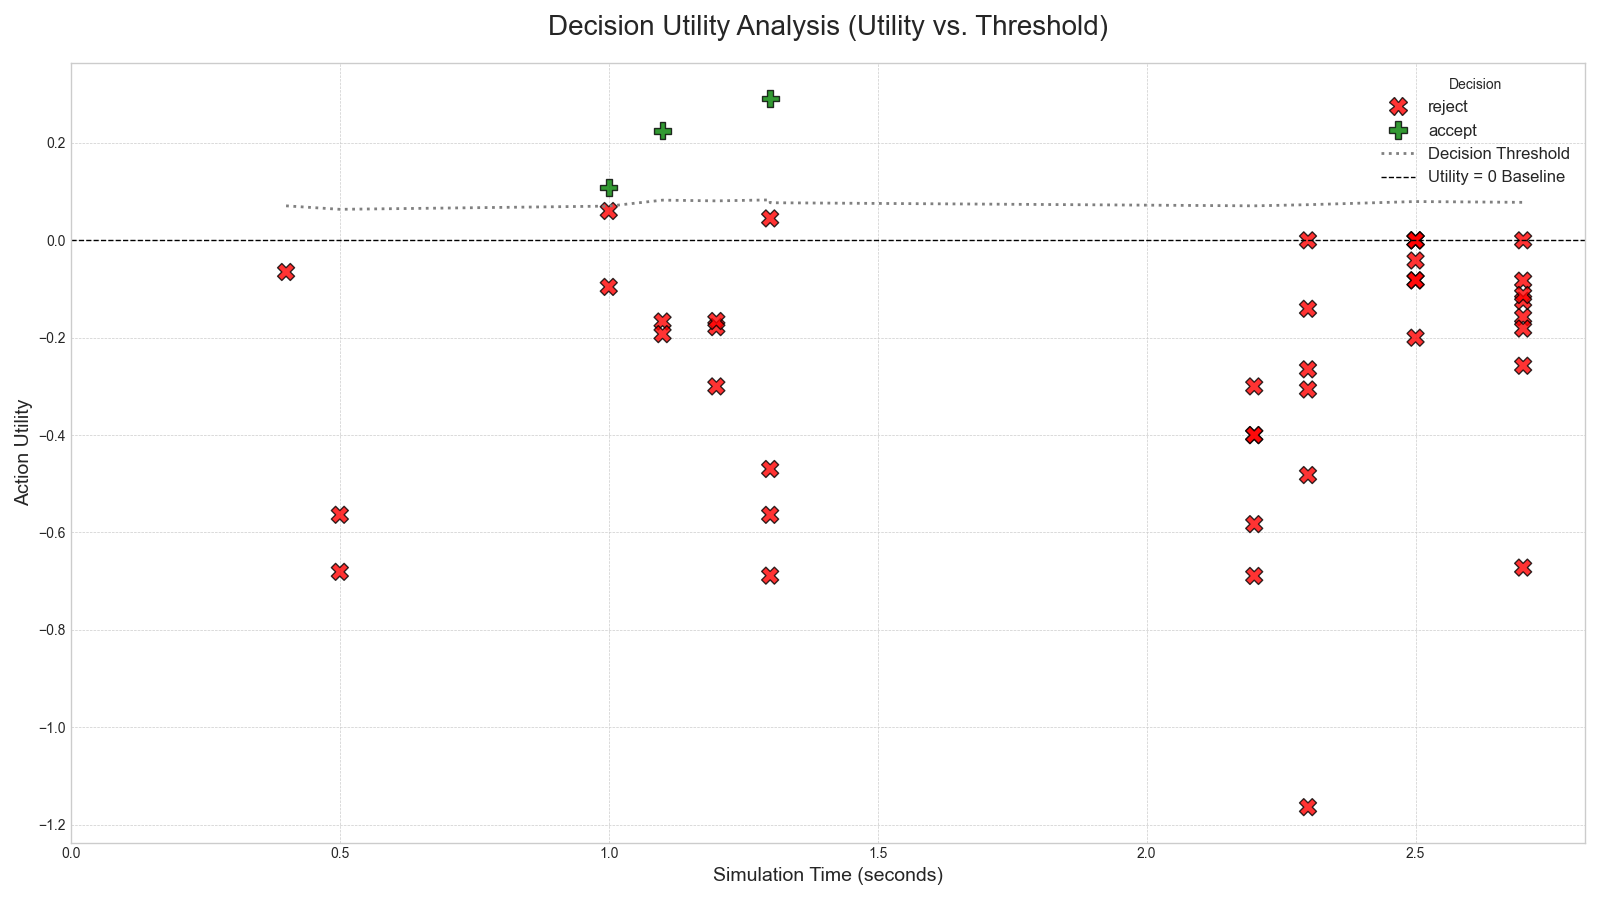 Decision Utility Analysis (Utility vs. Threshold)
Decision
reject
accept
Decision Threshold
Utility = 0 Baseline
Action Utility
0.2
0.0
−0.2
−0.4
−0.6
−0.8
−1.0
−1.2
0.0 0.5 1.0 1.5 2.0 2.5
Simulation Time (seconds)